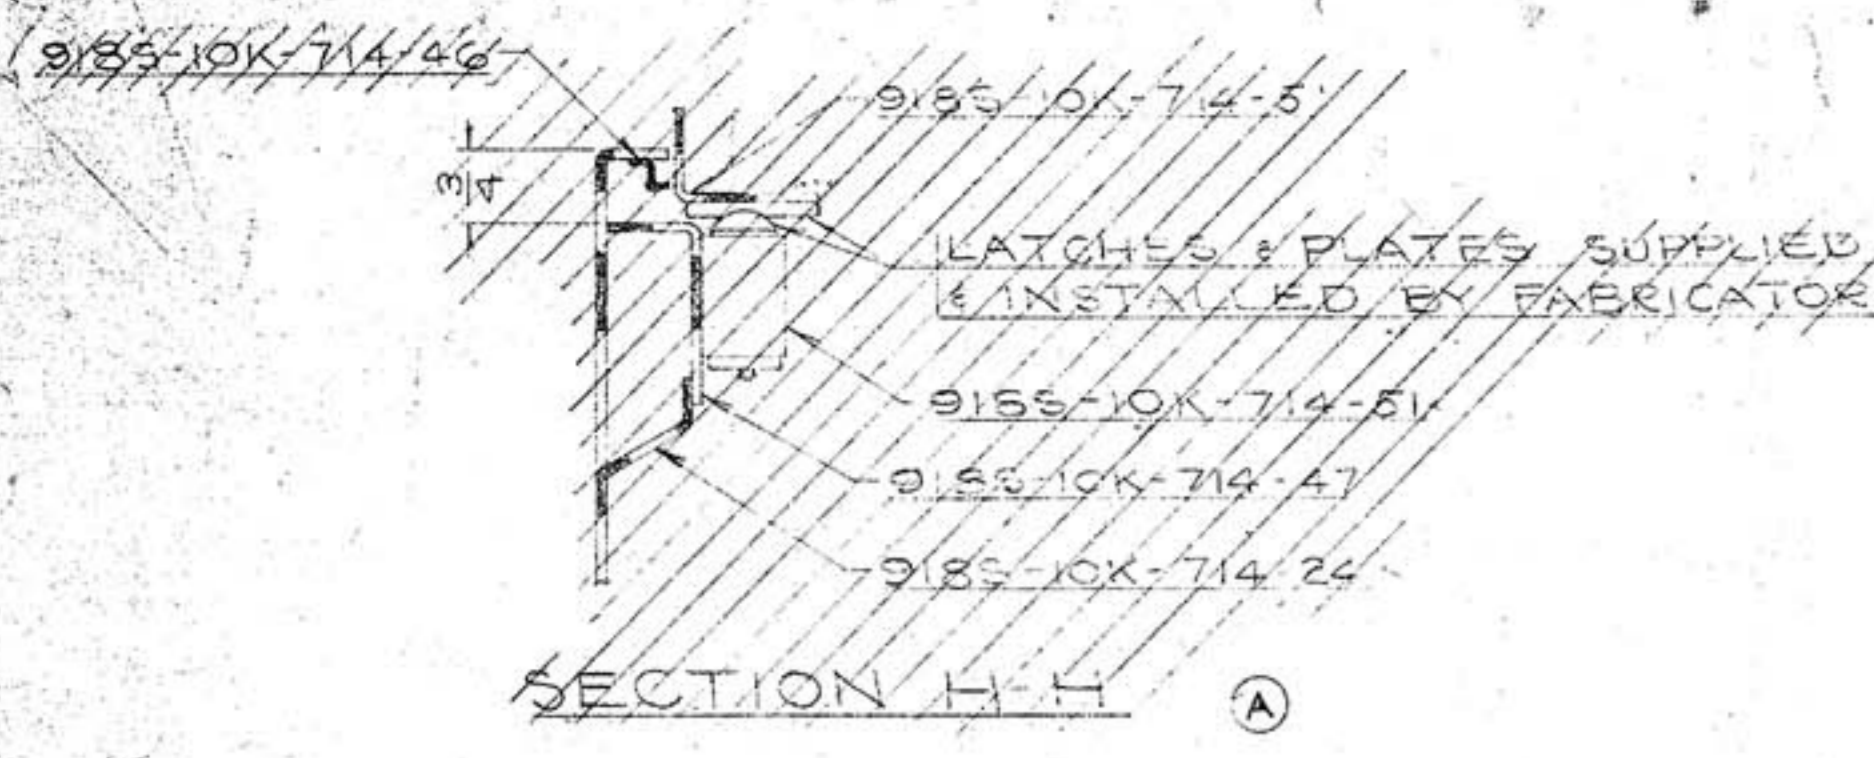 918S-10K-714-46
918S-10K-714-51
3/4
LATCHES & PLATES SUPPLIED
& INSTALLED BY FABRICATOR
918S-10K-714-51
918S-10K-714-47
918S-10K-714-24
SECTION H-H
A